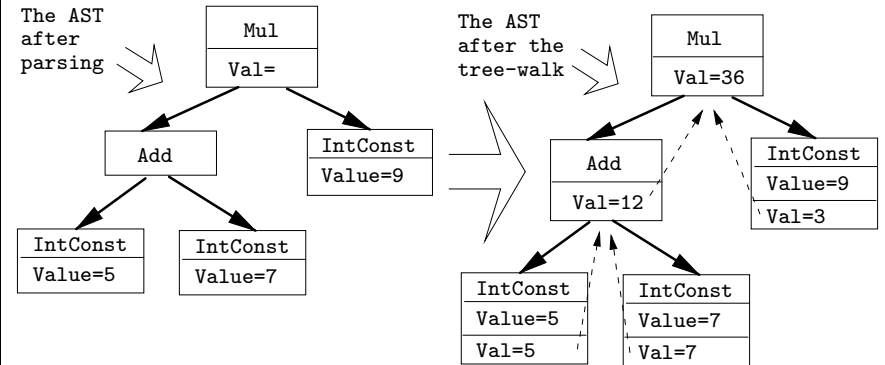 The AST
after
parsing
Mul
Val=
Add
IntConst
Value=9
IntConst
Value=5
IntConst
Value=7
The AST
after the
tree-walk
Mul
Val=36
Add
Val=12
IntConst
Value=9
Val=3
IntConst
Value=5
Val=5
IntConst
Value=7
Val=7